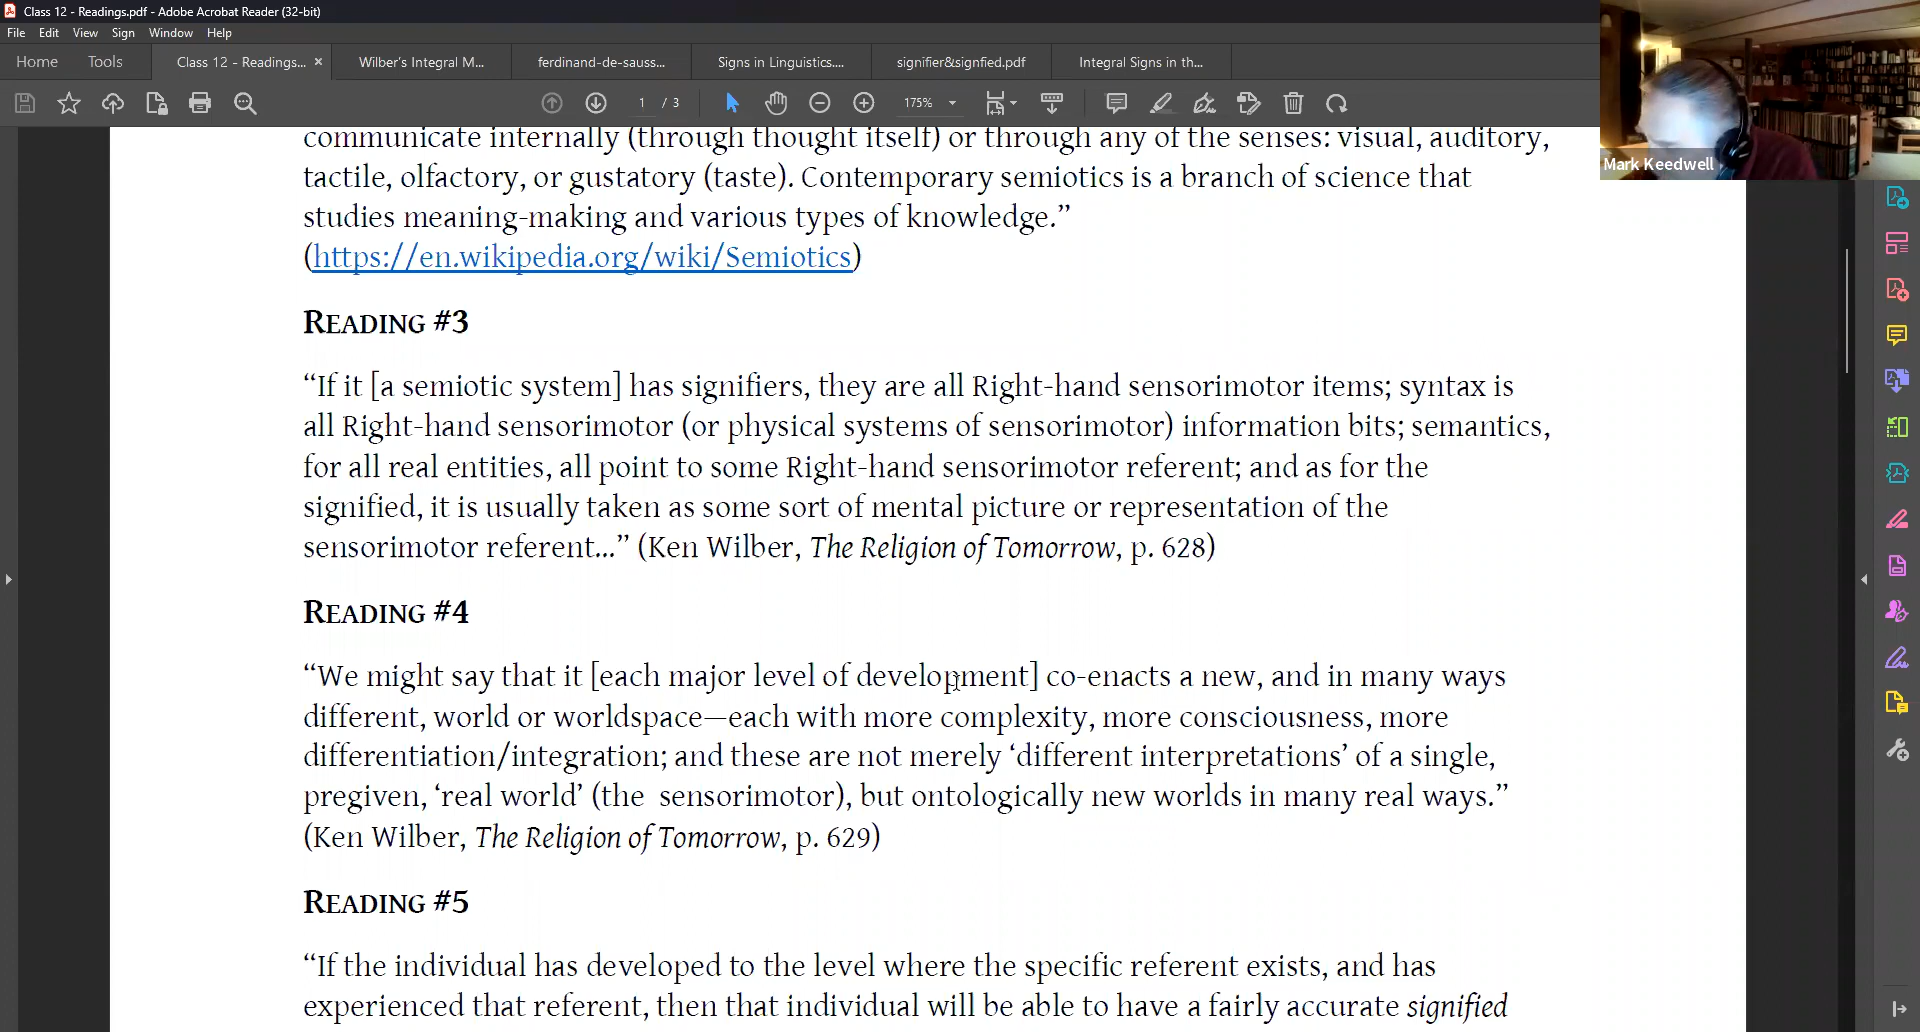 Class 12 - Readings.pdf - Adobe Acrobat Reader (32-bit)
File Edit View Sign Window Help
Home Tools Class 12 - Readings... × Wilber's Integral M... ferdinand-de-sauss... Signs in Linguistics.... signifier&signfied.pdf Integral Signs in th...
1 / 3 175%
Mark Keedwell
communicate internally (through thought itself) or through any of the senses: visual, auditory,
tactile, olfactory, or gustatory (taste). Contemporary semiotics is a branch of science that
studies meaning-making and various types of knowledge.”
(https://en.wikipedia.org/wiki/Semiotics)
READING #3
“If it [a semiotic system] has signifiers, they are all Right-hand sensorimotor items; syntax is
all Right-hand sensorimotor (or physical systems of sensorimotor) information bits; semantics,
for all real entities, all point to some Right-hand sensorimotor referent; and as for the
signified, it is usually taken as some sort of mental picture or representation of the
sensorimotor referent...” (Ken Wilber, The Religion of Tomorrow, p. 628)
READING #4
“We might say that it [each major level of development] co-enacts a new, and in many ways
different, world or worldspace—each with more complexity, more consciousness, more
differentiation/integration; and these are not merely ‘different interpretations’ of a single,
pregiven, ‘real world’ (the sensorimotor), but ontologically new worlds in many real ways.”
(Ken Wilber, The Religion of Tomorrow, p. 629)
READING #5
“If the individual has developed to the level where the specific referent exists, and has
experienced that referent, then that individual will be able to have a fairly accurate signified